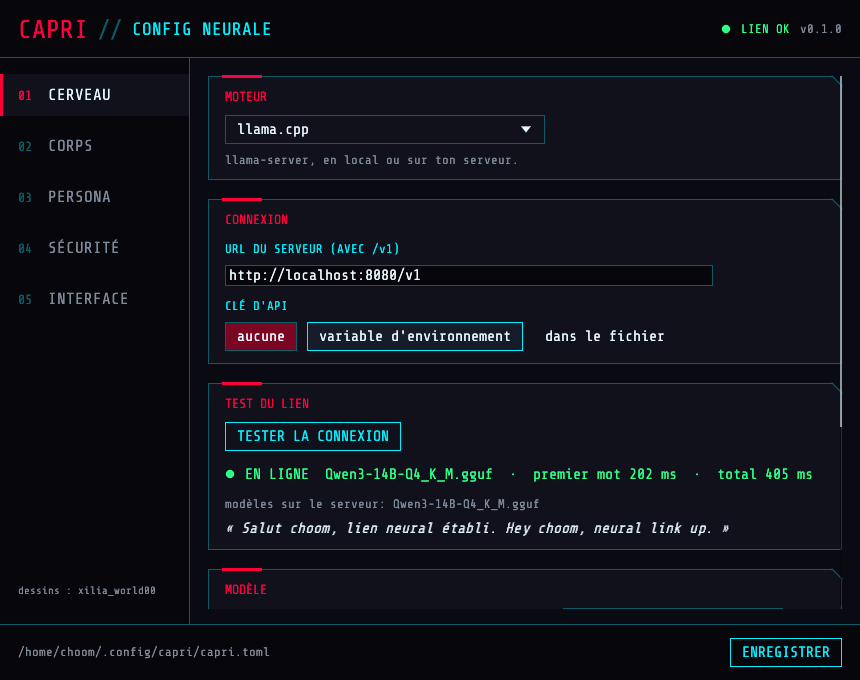 CAPRI // CONFIG NEURALE
LIEN OK v0.1.0
01 CERVEAU
02 CORPS
03 PERSONA
04 SÉCURITÉ
05 INTERFACE
dessins : xilia_world00
MOTEUR
llama.cpp
llama-server, en local ou sur ton serveur.
CONNEXION
URL DU SERVEUR (AVEC /v1)
http://localhost:8080/v1
CLÉ D'API
aucune variable d'environnement dans le fichier
TEST DU LIEN
TESTER LA CONNEXION
EN LIGNE Qwen3-14B-Q4_K_M.gguf · premier mot 202 ms · total 405 ms
modèles sur le serveur: Qwen3-14B-Q4_K_M.gguf
« Salut choom, lien neural établi. Hey choom, neural link up. »
MODÈLE
/home/choom/.config/capri/capri.toml
ENREGISTRER